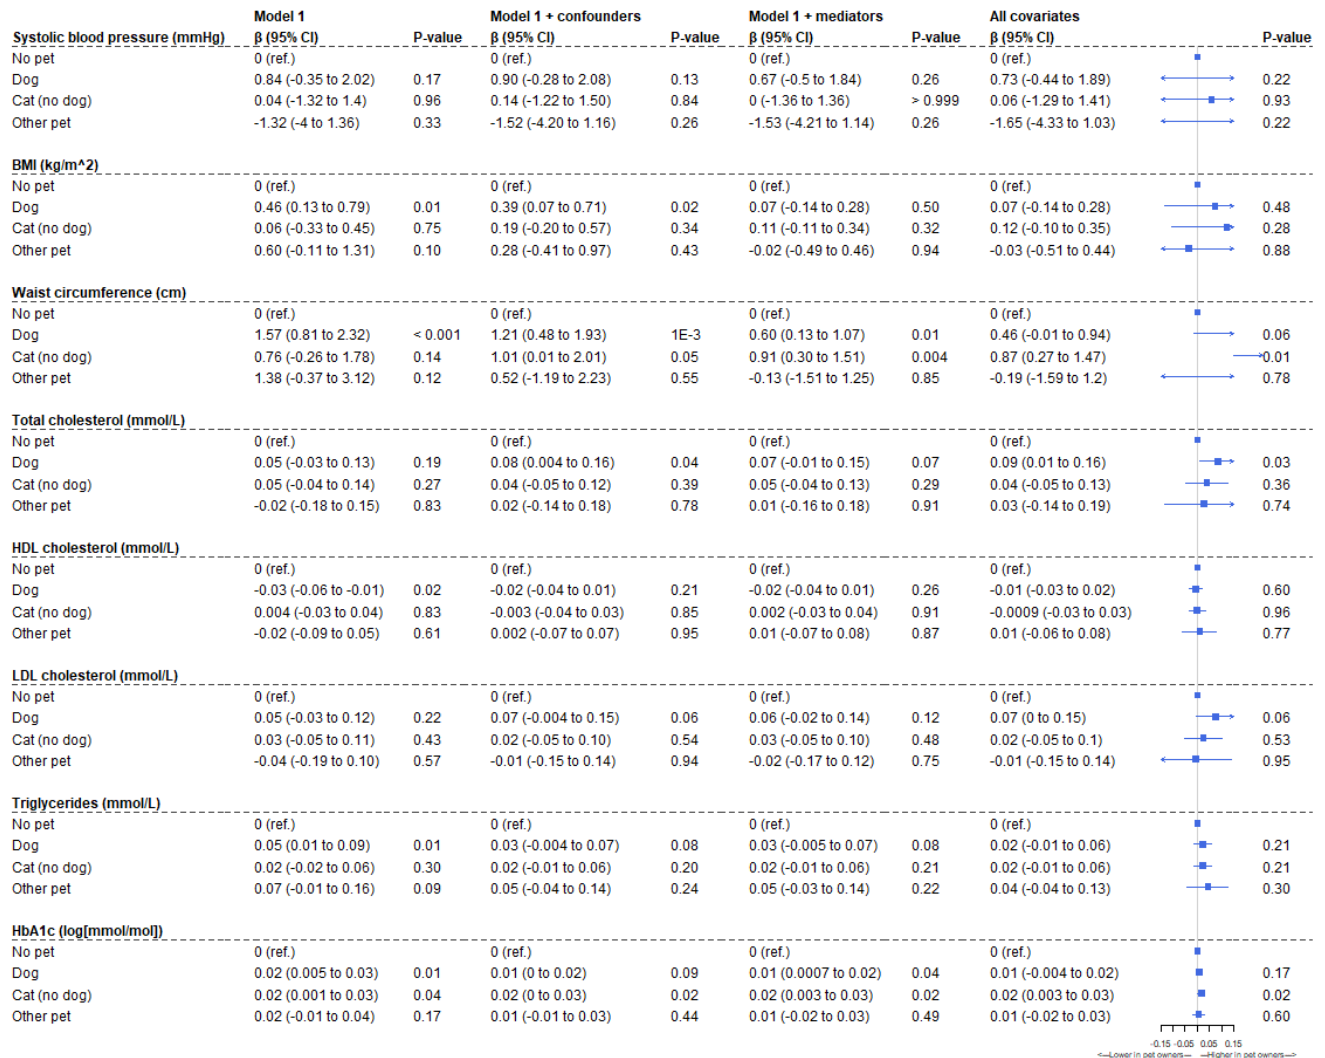 Model 1 Model 1 + confounders Model 1 + mediators All covariates
Systolic blood pressure (mmHg) β (95% CI) P-value β (95% CI) P-value β (95% CI) P-value β (95% CI) P-value
No pet 0 (ref.) 0 (ref.) 0 (ref.) 0 (ref.)
Dog 0.84 (-0.35 to 2.02) 0.17 0.90 (-0.28 to 2.08) 0.13 0.67 (-0.5 to 1.84) 0.26 0.73 (-0.44 to 1.89) 0.22
Cat (no dog) 0.04 (-1.32 to 1.4) 0.96 0.14 (-1.22 to 1.50) 0.84 0 (-1.36 to 1.36) > 0.999 0.06 (-1.29 to 1.41) 0.93
Other pet -1.32 (-4 to 1.36) 0.33 -1.52 (-4.20 to 1.16) 0.26 -1.53 (-4.21 to 1.14) 0.26 -1.65 (-4.33 to 1.03) 0.22
BMI (kg/m^2)
No pet 0 (ref.) 0 (ref.) 0 (ref.) 0 (ref.)
Dog 0.46 (0.13 to 0.79) 0.01 0.39 (0.07 to 0.71) 0.02 0.07 (-0.14 to 0.28) 0.50 0.07 (-0.14 to 0.28) 0.48
Cat (no dog) 0.06 (-0.33 to 0.45) 0.75 0.19 (-0.20 to 0.57) 0.34 0.11 (-0.11 to 0.34) 0.32 0.12 (-0.10 to 0.35) 0.28
Other pet 0.60 (-0.11 to 1.31) 0.10 0.28 (-0.41 to 0.97) 0.43 -0.02 (-0.49 to 0.46) 0.94 -0.03 (-0.51 to 0.44) 0.88
Waist circumference (cm)
No pet 0 (ref.) 0 (ref.) 0 (ref.) 0 (ref.)
Dog 1.57 (0.81 to 2.32) < 0.001 1.21 (0.48 to 1.93) 1E-3 0.60 (0.13 to 1.07) 0.01 0.46 (-0.01 to 0.94) 0.06
Cat (no dog) 0.76 (-0.26 to 1.78) 0.14 1.01 (0.01 to 2.01) 0.05 0.91 (0.30 to 1.51) 0.004 0.87 (0.27 to 1.47) 0.01
Other pet 1.38 (-0.37 to 3.12) 0.12 0.52 (-1.19 to 2.23) 0.55 -0.13 (-1.51 to 1.25) 0.85 -0.19 (-1.59 to 1.2) 0.78
Total cholesterol (mmol/L)
No pet 0 (ref.) 0 (ref.) 0 (ref.) 0 (ref.)
Dog 0.05 (-0.03 to 0.13) 0.19 0.08 (0.004 to 0.16) 0.04 0.07 (-0.01 to 0.15) 0.07 0.09 (0.01 to 0.16) 0.03
Cat (no dog) 0.05 (-0.04 to 0.14) 0.27 0.04 (-0.05 to 0.12) 0.39 0.05 (-0.04 to 0.13) 0.29 0.04 (-0.05 to 0.13) 0.36
Other pet -0.02 (-0.18 to 0.15) 0.83 0.02 (-0.14 to 0.18) 0.78 0.01 (-0.16 to 0.18) 0.91 0.03 (-0.14 to 0.19) 0.74
HDL cholesterol (mmol/L)
No pet 0 (ref.) 0 (ref.) 0 (ref.) 0 (ref.)
Dog -0.03 (-0.06 to -0.01) 0.02 -0.02 (-0.04 to 0.01) 0.21 -0.02 (-0.04 to 0.01) 0.26 -0.01 (-0.03 to 0.02) 0.60
Cat (no dog) 0.004 (-0.03 to 0.04) 0.83 -0.003 (-0.04 to 0.03) 0.85 0.002 (-0.03 to 0.04) 0.91 -0.0009 (-0.03 to 0.03) 0.96
Other pet -0.02 (-0.09 to 0.05) 0.61 0.002 (-0.07 to 0.07) 0.95 0.01 (-0.07 to 0.08) 0.87 0.01 (-0.06 to 0.08) 0.77
LDL cholesterol (mmol/L)
No pet 0 (ref.) 0 (ref.) 0 (ref.) 0 (ref.)
Dog 0.05 (-0.03 to 0.12) 0.22 0.07 (-0.004 to 0.15) 0.06 0.06 (-0.02 to 0.14) 0.12 0.07 (0 to 0.15) 0.06
Cat (no dog) 0.03 (-0.05 to 0.11) 0.43 0.02 (-0.05 to 0.10) 0.54 0.03 (-0.05 to 0.10) 0.48 0.02 (-0.05 to 0.1) 0.53
Other pet -0.04 (-0.19 to 0.10) 0.57 -0.01 (-0.15 to 0.14) 0.94 -0.02 (-0.17 to 0.12) 0.75 -0.01 (-0.15 to 0.14) 0.95
Triglycerides (mmol/L)
No pet 0 (ref.) 0 (ref.) 0 (ref.) 0 (ref.)
Dog 0.05 (0.01 to 0.09) 0.01 0.03 (-0.004 to 0.07) 0.08 0.03 (-0.005 to 0.07) 0.08 0.02 (-0.01 to 0.06) 0.21
Cat (no dog) 0.02 (-0.02 to 0.06) 0.30 0.02 (-0.01 to 0.06) 0.20 0.02 (-0.01 to 0.06) 0.21 0.02 (-0.01 to 0.06) 0.21
Other pet 0.07 (-0.01 to 0.16) 0.09 0.05 (-0.04 to 0.14) 0.24 0.05 (-0.03 to 0.14) 0.22 0.04 (-0.04 to 0.13) 0.30
HbA1c (log[mmol/mol])
No pet 0 (ref.) 0 (ref.) 0 (ref.) 0 (ref.)
Dog 0.02 (0.005 to 0.03) 0.01 0.01 (0 to 0.02) 0.09 0.01 (0.0007 to 0.02) 0.04 0.01 (-0.004 to 0.02) 0.17
Cat (no dog) 0.02 (0.001 to 0.03) 0.04 0.02 (0 to 0.03) 0.02 0.02 (0.003 to 0.03) 0.02 0.02 (0.003 to 0.03) 0.02
Other pet 0.02 (-0.01 to 0.04) 0.17 0.01 (-0.01 to 0.03) 0.44 0.01 (-0.02 to 0.03) 0.49 0.01 (-0.02 to 0.03) 0.60
-0.15 -0.05 0.05 0.15
<---Lower in pet owners--- ---Higher in pet owners--->